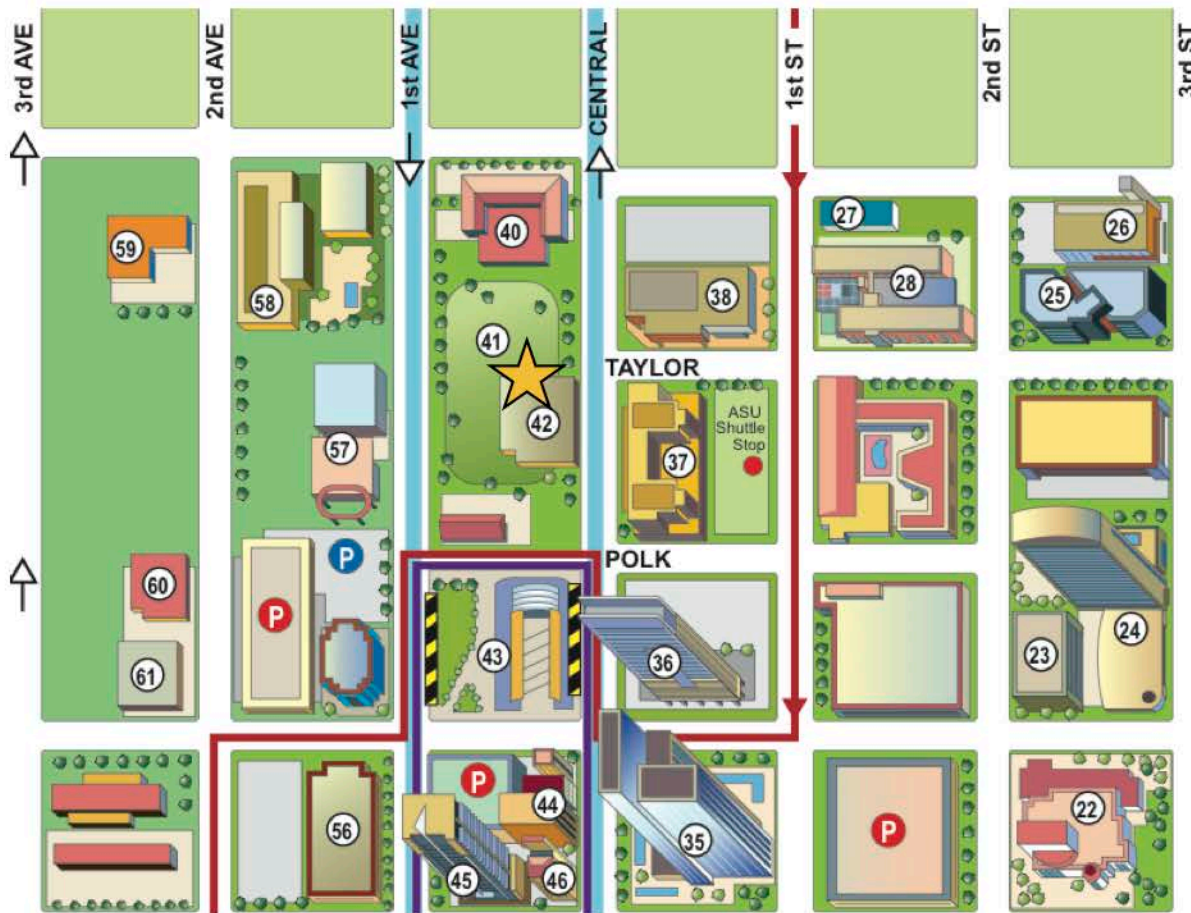 3rd AVE
2nd AVE
1st AVE
CENTRAL
1st ST
2nd ST
3rd ST
59
58
40
41
42
57
38
27
28
26
25
TAYLOR
37
ASU
Shuttle
Stop
POLK
P
P
60
61
43
36
23
24
56
P
44
45
46
35
P
22